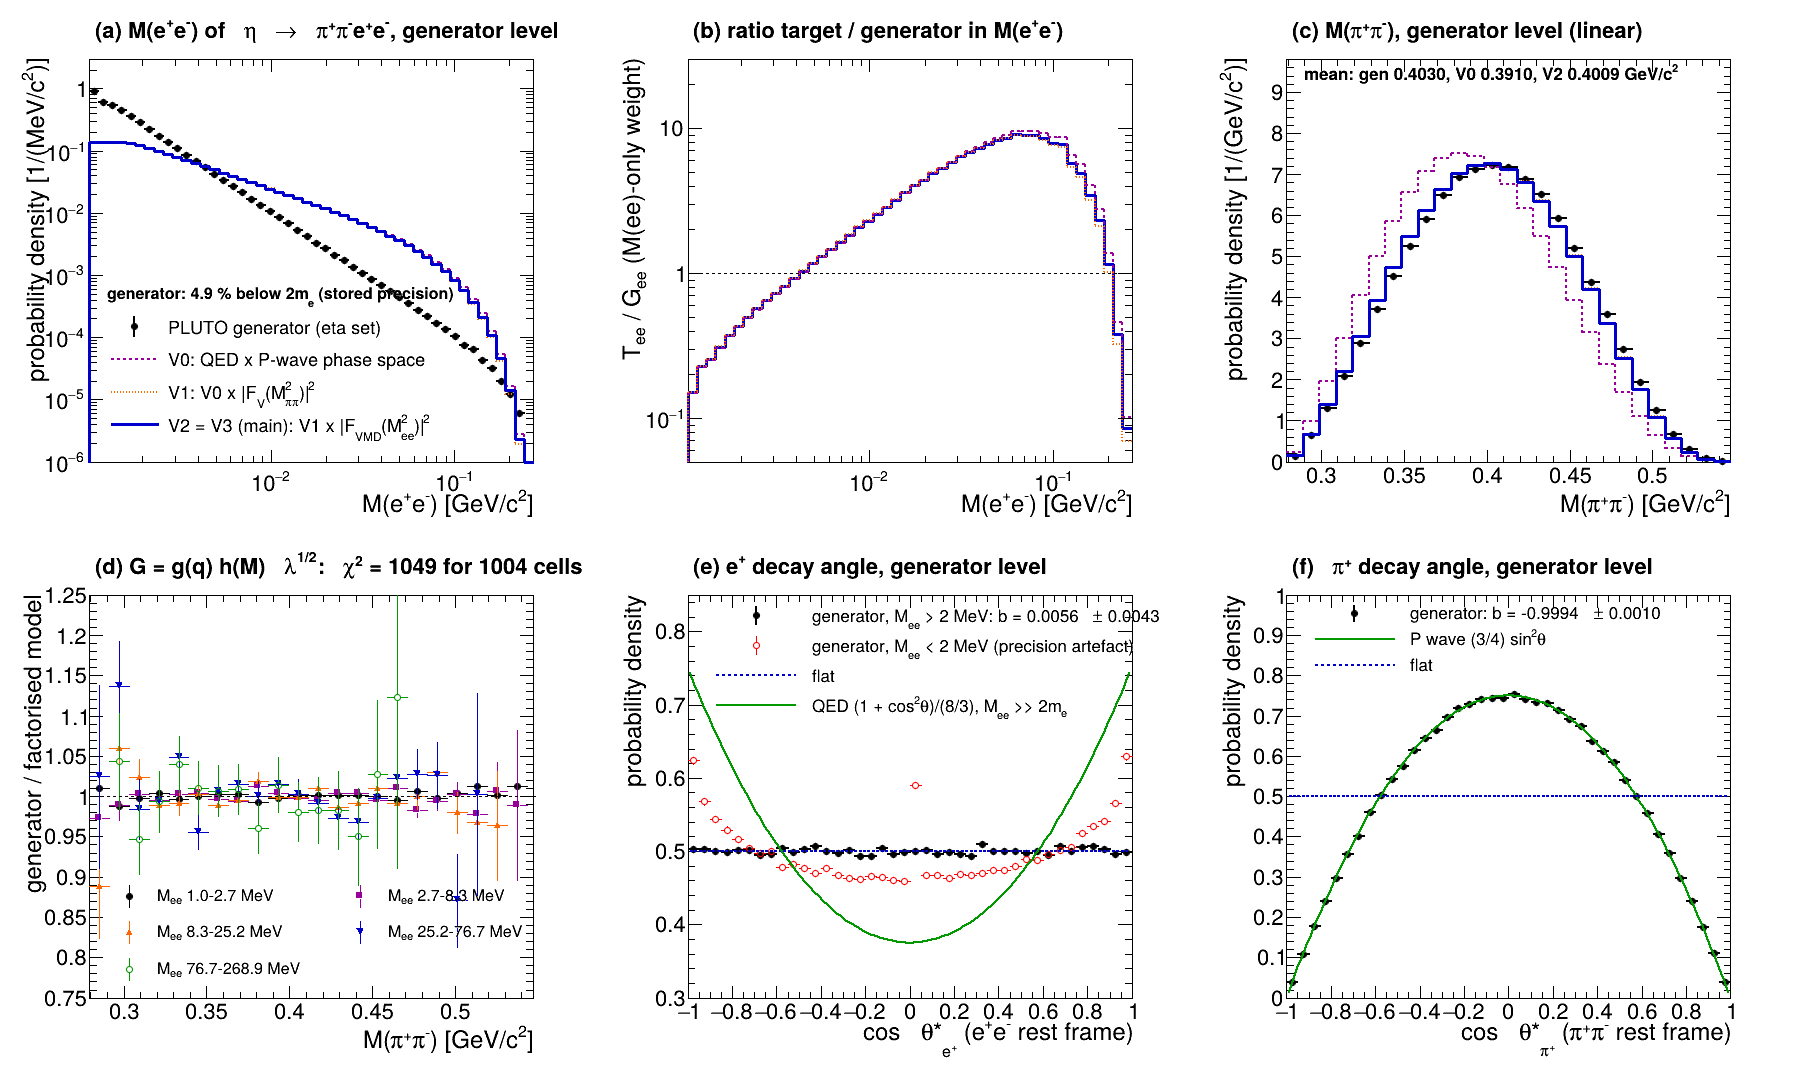 (a) M(e⁺e⁻) of η → π⁺π⁻e⁺e⁻, generator level
probability density [1/(MeV/c²)]
1
10⁻¹
10⁻²
10⁻³
10⁻⁴
10⁻⁵
10⁻⁶
generator: 4.9 % below 2mₑ (stored precision)
PLUTO generator (eta set)
V0: QED x P-wave phase space
V1: V0 x |F_V(M²_ππ)|²
V2 = V3 (main): V1 x |F_VMD(M²_ee)|²
10⁻² 10⁻¹
M(e⁺e⁻) [GeV/c²]
(b) ratio target / generator in M(e⁺e⁻)
T_ee / G_ee (M(ee)-only weight)
10
1
10⁻¹
10⁻² 10⁻¹
M(e⁺e⁻) [GeV/c²]
(c) M(π⁺π⁻), generator level (linear)
mean: gen 0.4030, V0 0.3910, V2 0.4009 GeV/c²
probability density [1/(GeV/c²)]
9
8
7
6
5
4
3
2
1
0
0.3 0.35 0.4 0.45 0.5
M(π⁺π⁻) [GeV/c²]
(d) G = g(q) h(M) λ^1/2: χ² = 1049 for 1004 cells
generator / factorised model
1.25
1.2
1.15
1.1
1.05
1
0.95
0.9
0.85
0.8
0.75
M_ee 1.0-2.7 MeV
M_ee 2.7-8.3 MeV
M_ee 8.3-25.2 MeV
M_ee 25.2-76.7 MeV
M_ee 76.7-268.9 MeV
0.3 0.4 0.5
M(π⁺π⁻) [GeV/c²]
(e) e⁺ decay angle, generator level
probability density
0.8
0.7
0.6
0.5
0.4
0.3
generator, M_ee > 2 MeV: b = 0.0056 ± 0.0043
generator, M_ee < 2 MeV (precision artefact)
flat
QED (1 + cos²θ)/(8/3), M_ee >> 2mₑ
−1 −0.8 −0.6 −0.4 −0.2 0 0.2 0.4 0.6 0.8 1
cos θ*_e⁺ (e⁺e⁻ rest frame)
(f) π⁺ decay angle, generator level
probability density
1
0.9
0.8
0.7
0.6
0.5
0.4
0.3
0.2
0.1
0
generator: b = -0.9994 ± 0.0010
P wave (3/4) sin²θ
flat
−1 −0.8 −0.6 −0.4 −0.2 0 0.2 0.4 0.6 0.8 1
cos θ*_π⁺ (π⁺π⁻ rest frame)